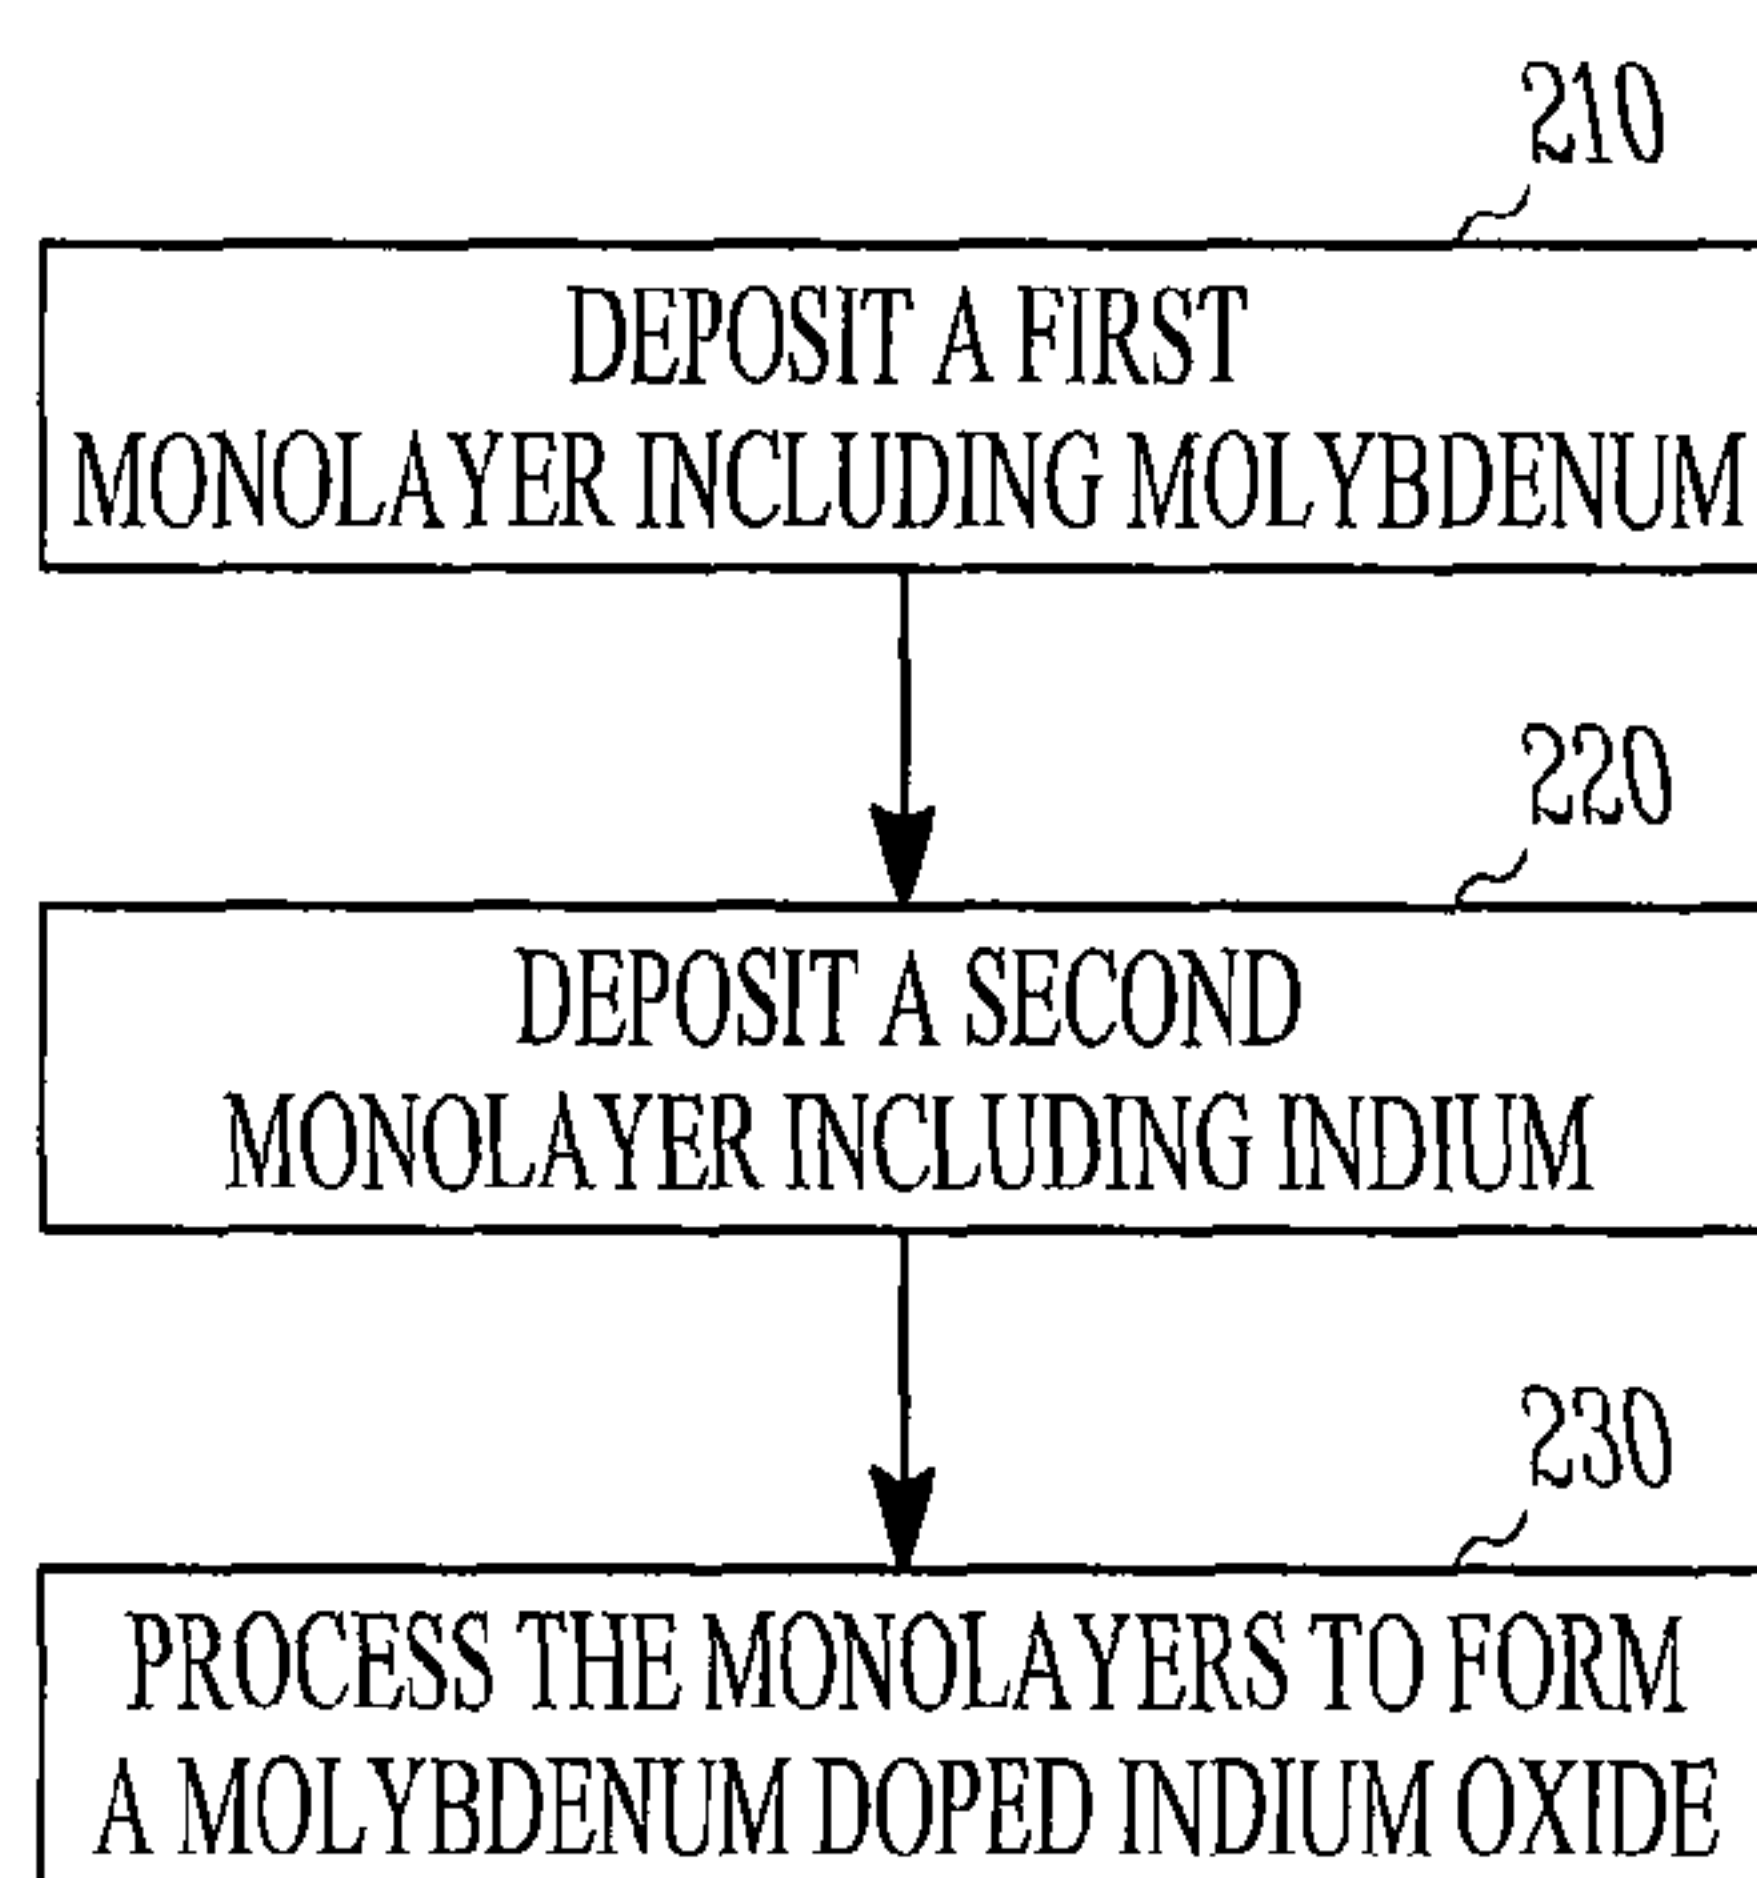 210
DEPOSIT A FIRST
MONOLAYER INCLUDING MOLYBDENUM
220
DEPOSIT A SECOND
MONOLAYER INCLUDING INDIUM
230
PROCESS THE MONOLAYERS TO FORM
A MOLYBDENUM DOPED INDIUM OXIDE